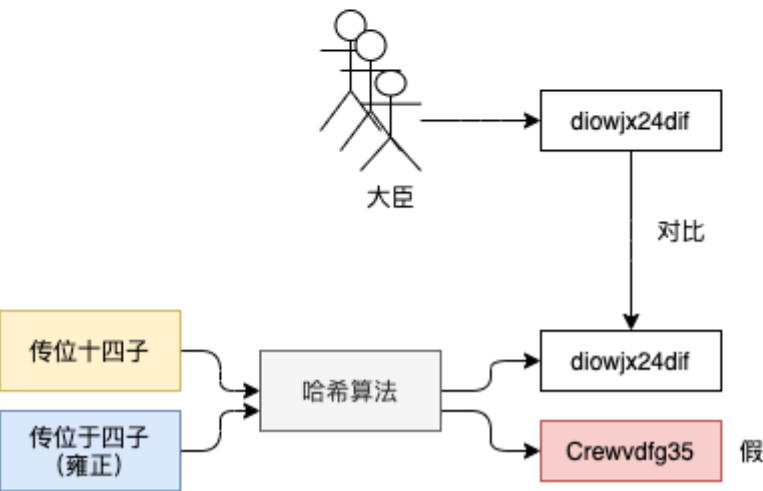 diowjx24dif
大臣
对比
传位十四子
哈希算法
diowjx24dif
传位于四子
(雍正)
Crewvdfg35
假